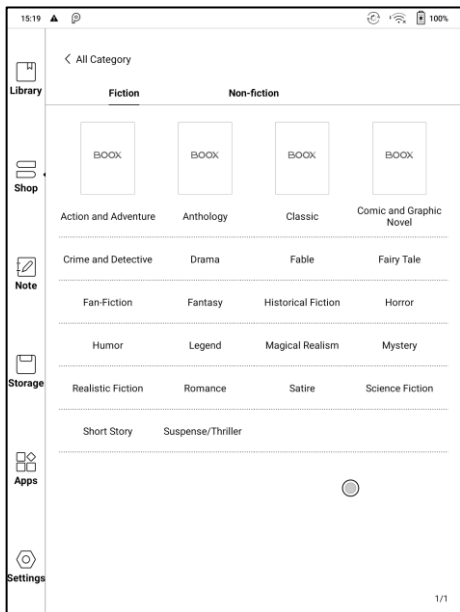 15:19
100%
All Category
Fiction Non-fiction
Library
Shop
Note
Storage
Apps
Settings
BOOX BOOX BOOX BOOX
Action and Adventure Anthology Classic Comic and Graphic
Novel
Crime and Detective Drama Fable Fairy Tale
Fan-Fiction Fantasy Historical Fiction Horror
Humor Legend Magical Realism Mystery
Realistic Fiction Romance Satire Science Fiction
Short Story Suspense/Thriller
1/1